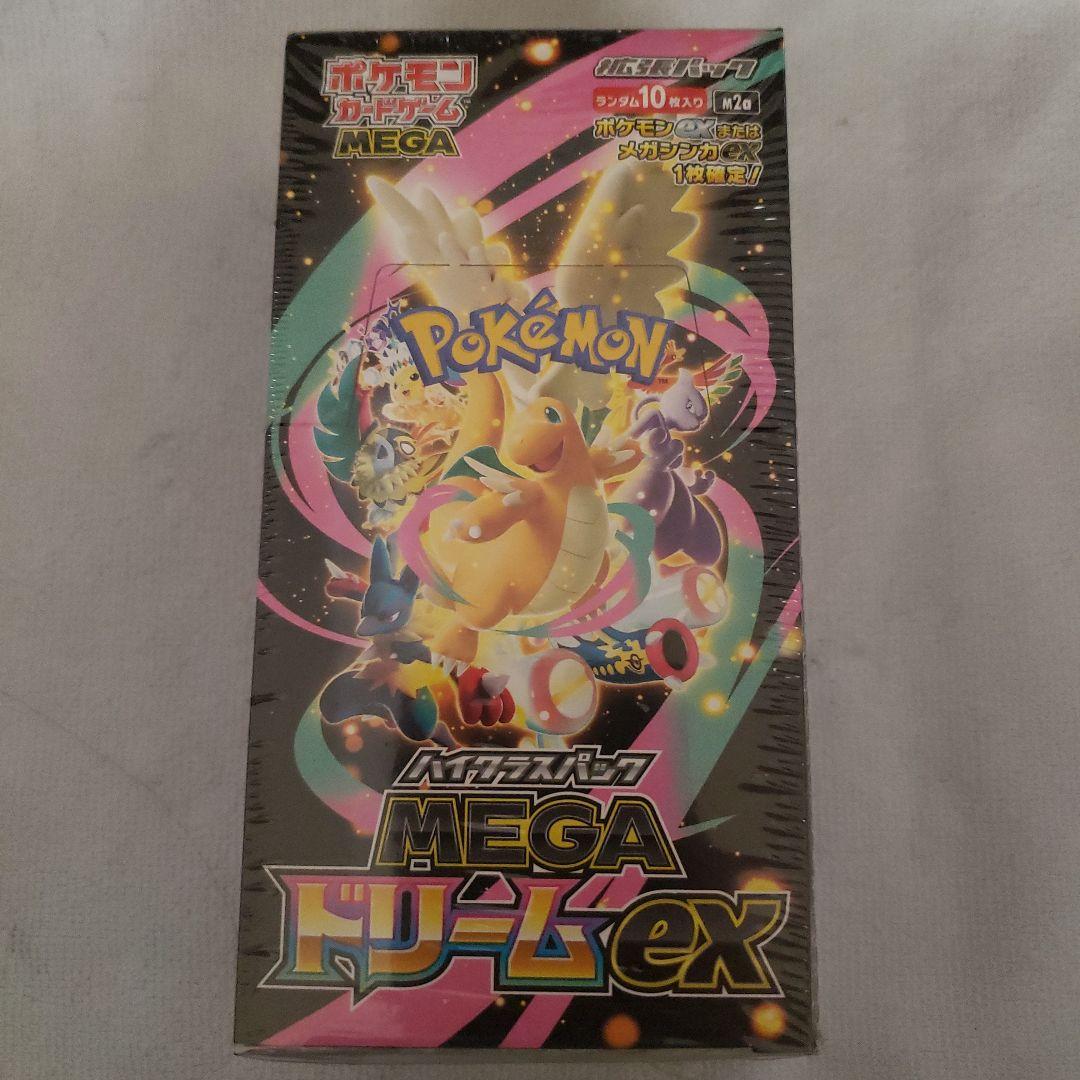 ポケモン
カードゲーム
MEGA
拡張パック
ランダム10枚入り M2a
ポケモンexまたは
メガシンカex
1枚確定!
POKéMON
TM
ハイクラスパック
MEGA
ドリームex